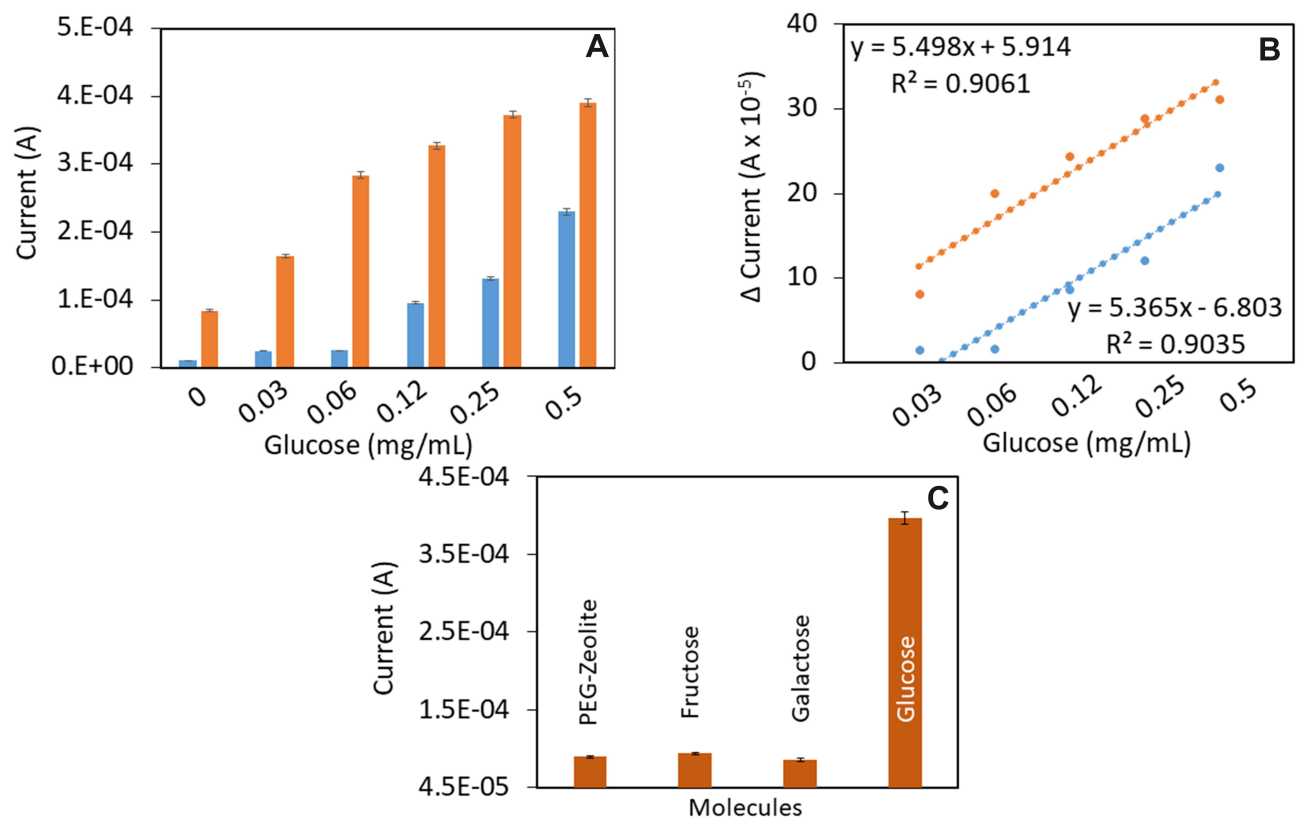 A
5.E-04
4.E-04
3.E-04
2.E-04
1.E-04
0.E+00
Current (A)
0 0.03 0.06 0.12 0.25 0.5
Glucose (mg/mL)
B
y = 5.498x + 5.914
R² = 0.9061
40
30
20
10
0
Δ Current (A x 10⁻⁵)
y = 5.365x - 6.803
R² = 0.9035
0.03 0.06 0.12 0.25 0.5
Glucose (mg/mL)
C
4.5E-04
3.5E-04
2.5E-04
1.5E-04
4.5E-05
Current (A)
PEG-Zeolite
Fructose
Galactose
Glucose
Molecules